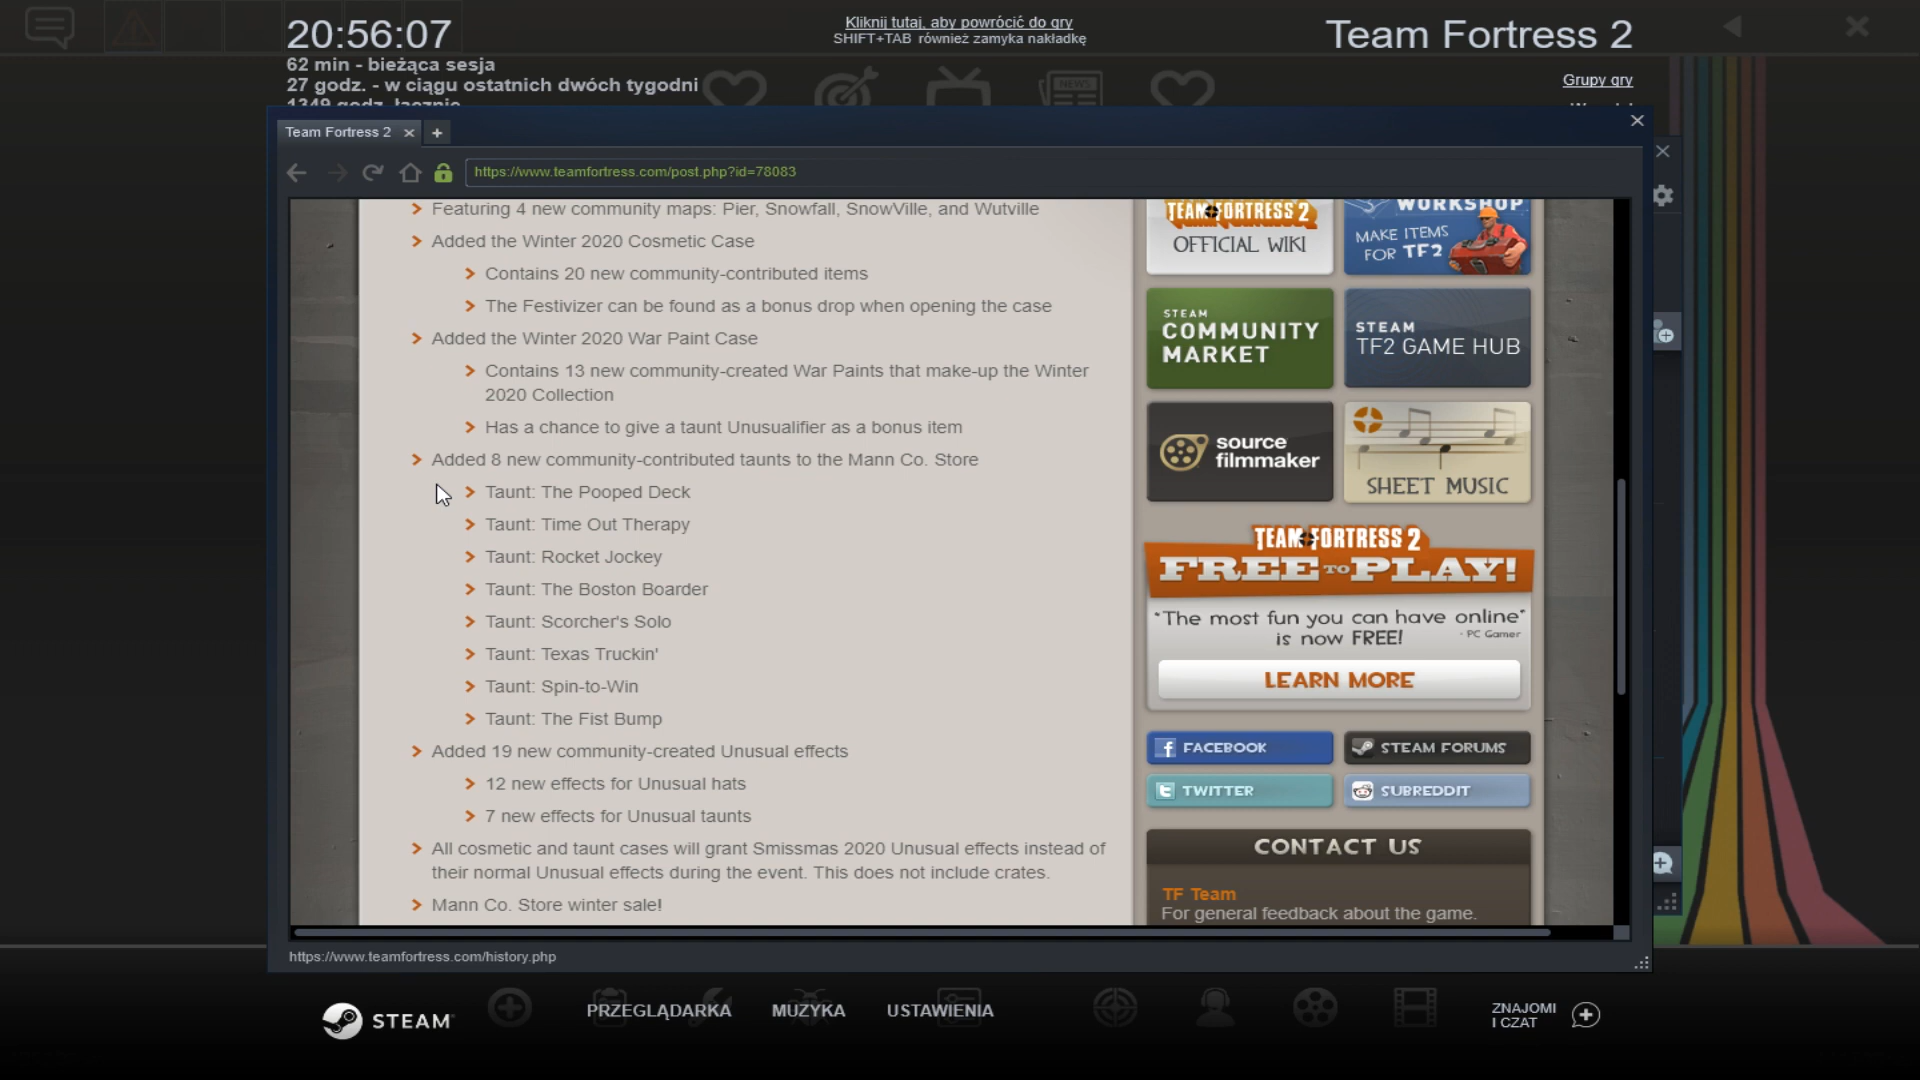 20:56:07
62 min - bieżąca sesja
27 godz. - w ciągu ostatnich dwóch tygodni
1349 godz. łącznie
Kliknij tutaj, aby powrócić do gry
SHIFT+TAB również zamyka nakładkę
Team Fortress 2
Grupy gry
NEWS
Team Fortress 2
https://www.teamfortress.com/post.php?id=78083
Featuring 4 new community maps: Pier, Snowfall, SnowVille, and Wutville
Added the Winter 2020 Cosmetic Case
Contains 20 new community-contributed items
The Festivizer can be found as a bonus drop when opening the case
Added the Winter 2020 War Paint Case
Contains 13 new community-created War Paints that make-up the Winter
2020 Collection
Has a chance to give a taunt Unusualifier as a bonus item
Added 8 new community-contributed taunts to the Mann Co. Store
Taunt: The Pooped Deck
Taunt: Time Out Therapy
Taunt: Rocket Jockey
Taunt: The Boston Boarder
Taunt: Scorcher's Solo
Taunt: Texas Truckin'
Taunt: Spin-to-Win
Taunt: The Fist Bump
Added 19 new community-created Unusual effects
12 new effects for Unusual hats
7 new effects for Unusual taunts
All cosmetic and taunt cases will grant Smissmas 2020 Unusual effects instead of
their normal Unusual effects during the event. This does not include crates.
Mann Co. Store winter sale!
TEAM FORTRESS 2
OFFICIAL WIKI
WORKSHOP
MAKE ITEMS
FOR TF2
STEAM
COMMUNITY
MARKET
STEAM
TF2 GAME HUB
source
filmmaker
SHEET MUSIC
TEAM FORTRESS 2
FREE TO PLAY!
"The most fun you can have online"
is now FREE!
- PC Gamer
LEARN MORE
FACEBOOK
STEAM FORUMS
TWITTER
SUBREDDIT
CONTACT US
TF Team
For general feedback about the game.
https://www.teamfortress.com/history.php
STEAM
PRZEGLĄDARKA
MUZYKA
USTAWIENIA
ZNAJOMI
I CZAT